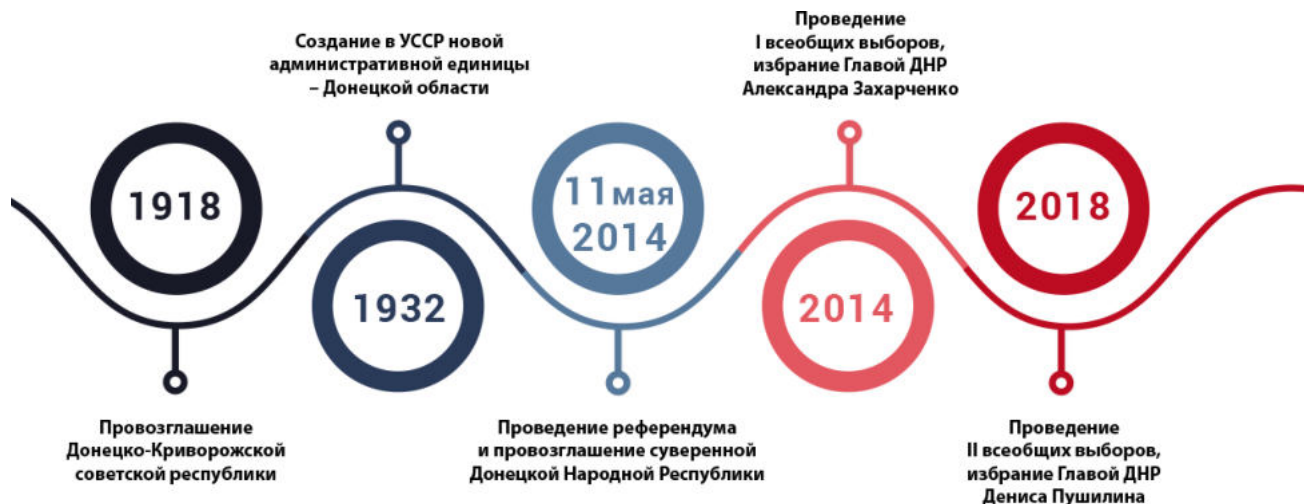 1918
Провозглашение
Донецко-Криворожской
советской республики
Создание в УССР новой
административной единицы
– Донецкой области
1932
11 мая
2014
Проведение референдума
и провозглашение суверенной
Донецкой Народной Республики
Проведение
I всеобщих выборов,
избрание Главой ДНР
Александра Захарченко
2014
2018
Проведение
II всеобщих выборов,
избрание Главой ДНР
Дениса Пушилина